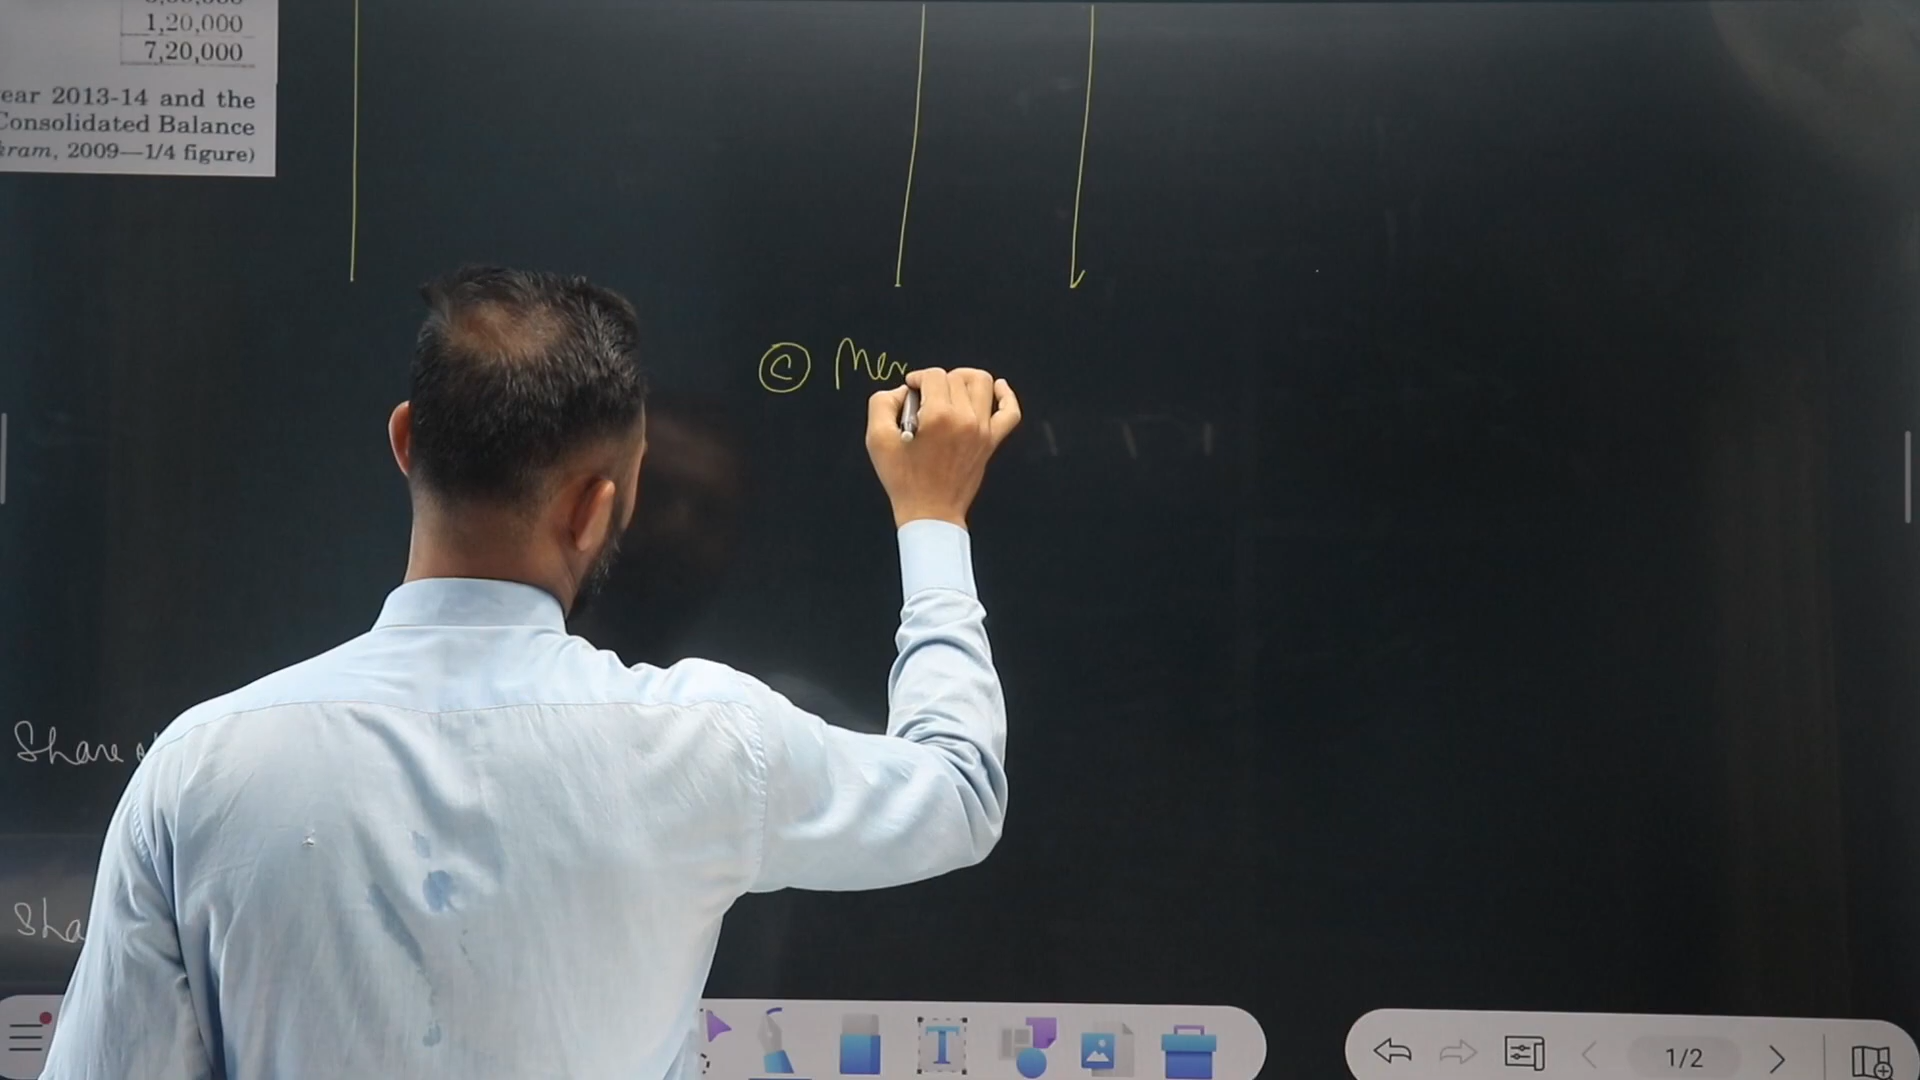 1,20,000
7,20,000
ear 2013-14 and the
Consolidated Balance
kram, 2009—1/4 figure)
© Mer
Share
Sha
T
1/2